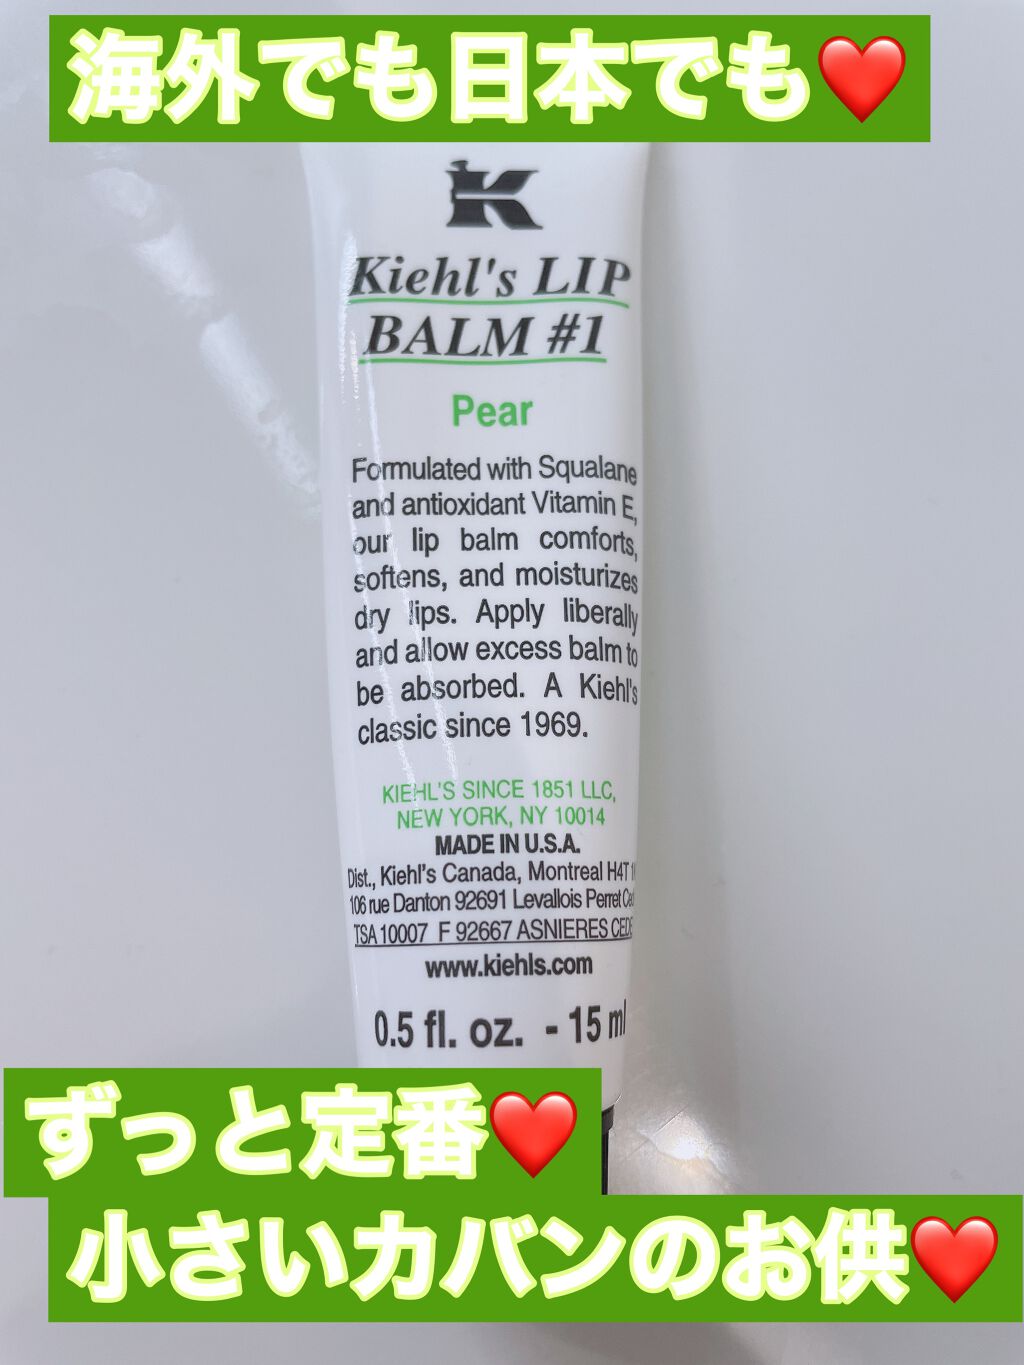 海外でも日本でも❤️
K
Kiehl's LIP
BALM #1
Pear
Formulated with Squalane
and antioxidant Vitamin E,
our lip balm comforts,
softens, and moisturizes
dry lips. Apply liberally
and allow excess balm to
be absorbed. A Kiehl's
classic since 1969.
KIEHL'S SINCE 1851 LLC,
NEW YORK, NY 10014
MADE IN U.S.A.
Dist., Kiehl's Canada, Montreal H4T
106 rue Danton 92691 Levallois Perret
TSA 10007 F 92667 ASNIERES
www.kiehls.com
0.5 fl. oz. - 15 ml
ずっと定番❤️
小さいカバンのお供❤️